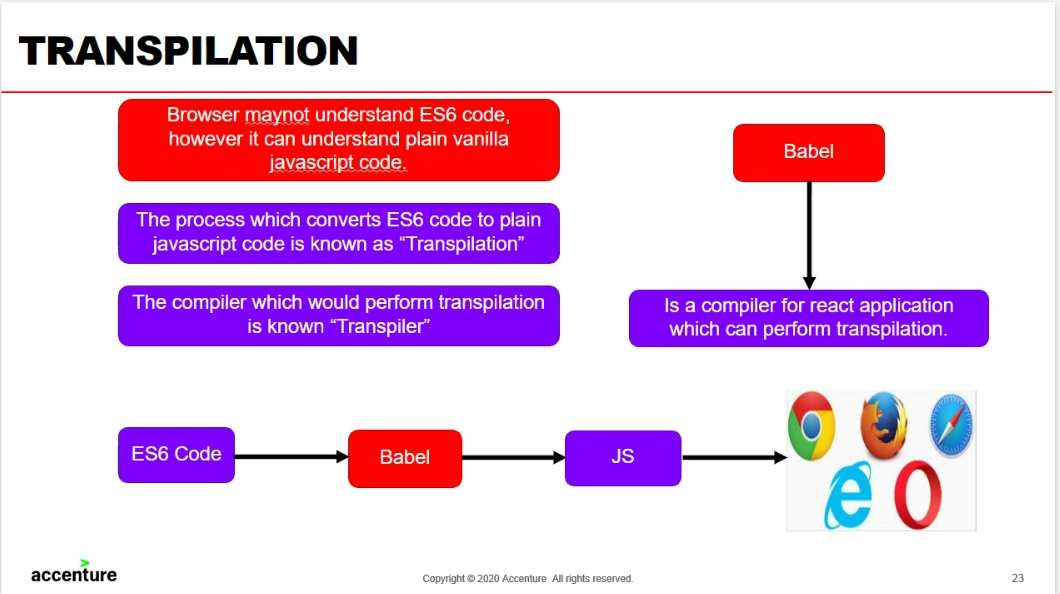 TRANSPILATION
Browser maynot understand ES6 code,
however it can understand plain vanilla
javascript code.
The process which converts ES6 code to plain
javascript code is known as “Transpilation”
The compiler which would perform transpilation
is known “Transpiler”
Babel
Is a compiler for react application
which can perform transpilation.
ES6 Code
Babel
JS
accenture
Copyright © 2020 Accenture All rights reserved.
23